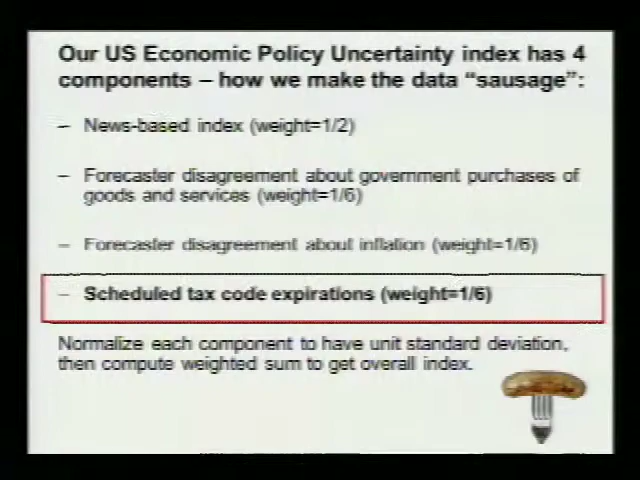 Our US Economic Policy Uncertainty index has 4
components – how we make the data “sausage”:
– News-based index (weight=1/2)
– Forecaster disagreement about government purchases of
goods and services (weight=1/6)
– Forecaster disagreement about inflation (weight=1/6)
– Scheduled tax code expirations (weight=1/6)
Normalize each component to have unit standard deviation,
then compute weighted sum to get overall index.